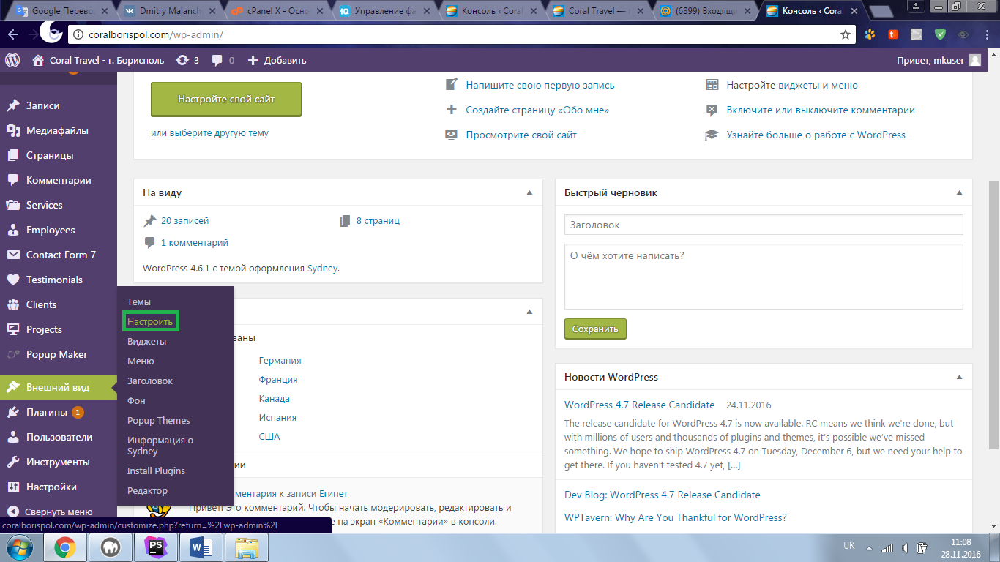 Google Перево
Dmitry Malanch
cPanel X - Осно
Управление фа
Консоль ‹ Coral
Coral Travel — г
(6899) Входящи
Консоль ‹ Coral
coralborispol.com/wp-admin/
Coral Travel - г. Борисполь
3
0
Добавить
Привет, mkuser
Записи
Медиафайлы
Страницы
Комментарии
Services
Employees
Contact Form 7
Testimonials
Clients
Projects
Popup Maker
Внешний вид
Плагины 1
Пользователи
Инструменты
Настройки
Свернуть меню
Темы
Настроить
Виджеты
Меню
Заголовок
Фон
Popup Themes
Информация о
Sydney
Install Plugins
Редактор
Настройте свой сайт
или выберите другую тему
Напишите свою первую запись
Создайте страницу «Обо мне»
Просмотрите свой сайт
Настройте виджеты и меню
Включите или выключите комментарии
Узнайте больше о работе с WordPress
На виду
20 записей
8 страниц
1 комментарий
WordPress 4.6.1 с темой оформления Sydney.
ваны
Германия
Франция
Канада
Испания
США
ии
ментария к записи Египет
Привет! Это комментарий. Чтобы начать модерировать, редактировать и
е на экран «Комментарии» в консоли.
Быстрый черновик
Заголовок
О чём хотите написать?
Сохранить
Новости WordPress
WordPress 4.7 Release Candidate 24.11.2016
The release candidate for WordPress 4.7 is now available. RC means we think we're done, but
with millions of users and thousands of plugins and themes, it's possible we've missed
something. We hope to ship WordPress 4.7 on Tuesday, December 6, but we need your help to
get there. If you haven't tested 4.7 yet, […]
Dev Blog: WordPress 4.7 Release Candidate
WPTavern: Why Are You Thankful for WordPress?
coralborispol.com/wp-admin/customize.php?return=%2Fwp-admin%2F
UK
11:08
28.11.2016